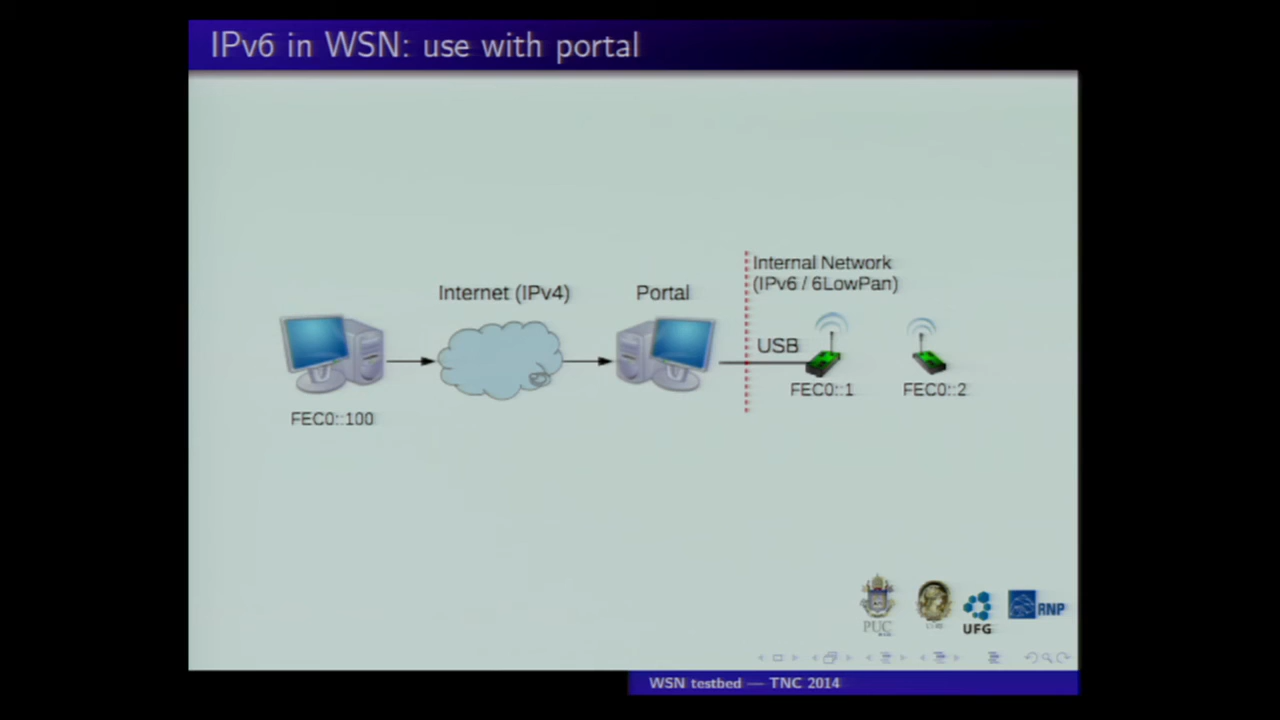 IPv6 in WSN: use with portal
Internal Network
(IPv6 / 6LowPan)
Internet (IPv4)
Portal
USB
FEC0::1
FEC0::2
FEC0::100
PUC
UFG
RNP
WSN testbed — TNC 2014